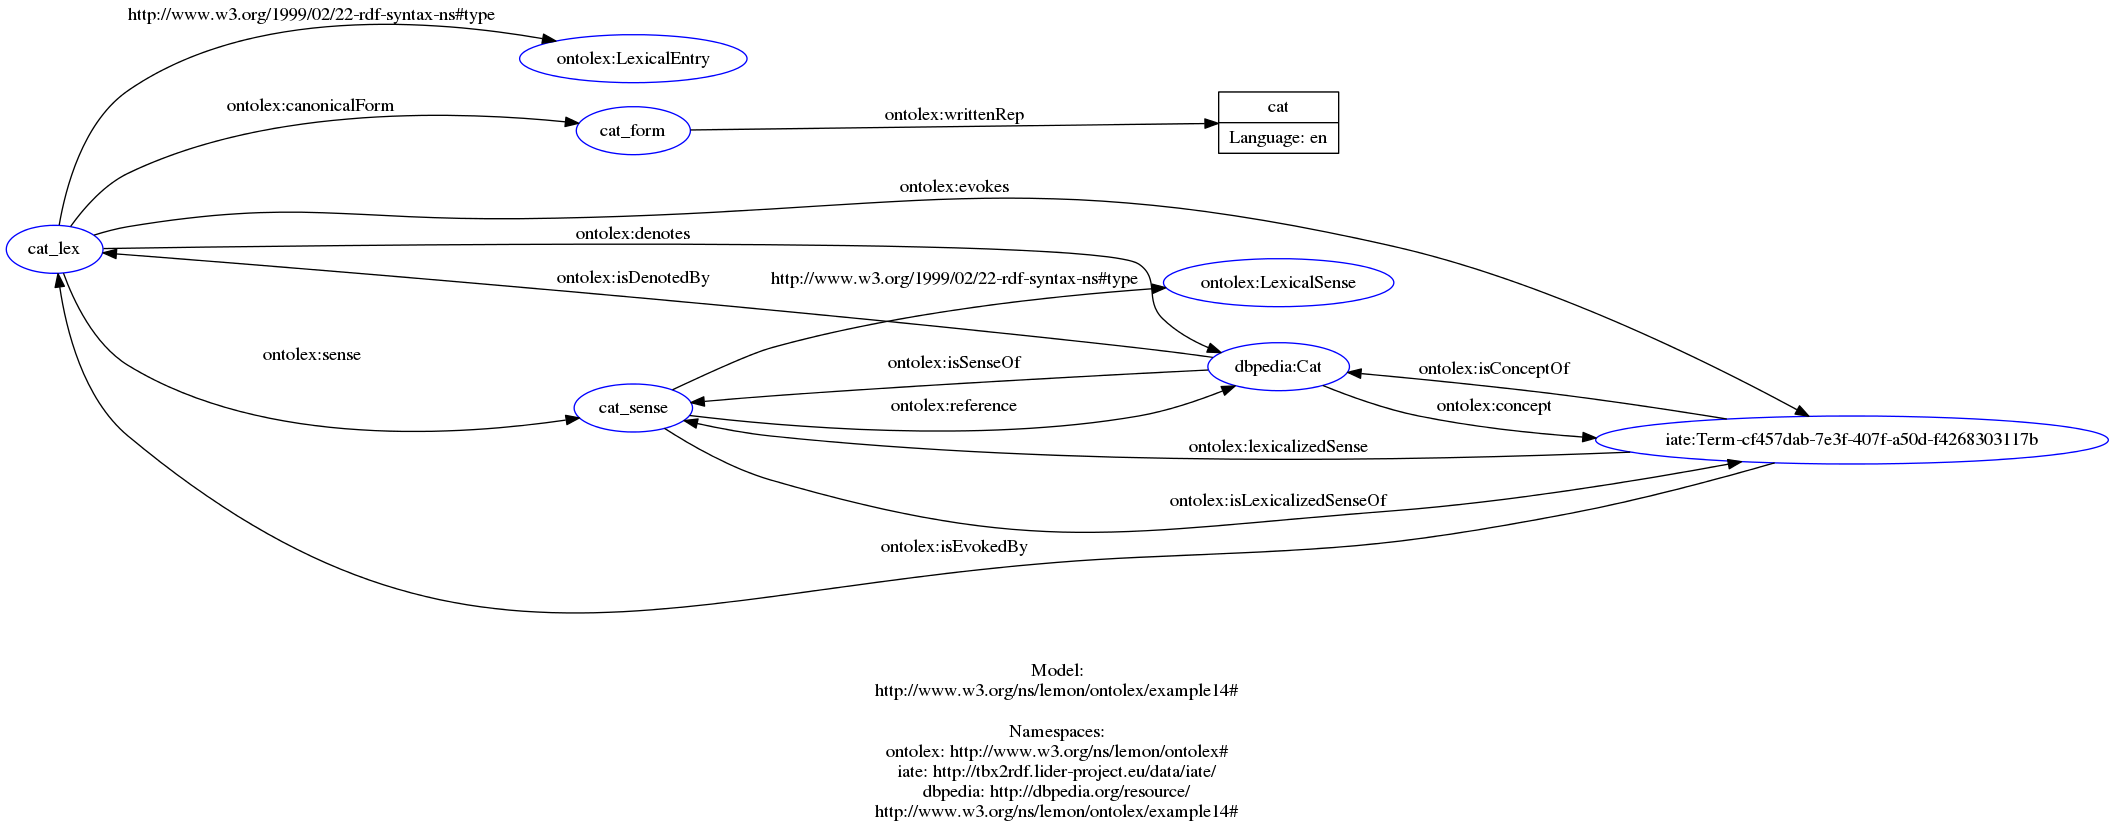 http://www.w3.org/1999/02/22-rdf-syntax-ns#type
ontolex:LexicalEntry
ontolex:canonicalForm
cat_form
ontolex:writtenRep
cat
Language: en
ontolex:evokes
cat_lex
ontolex:denotes
ontolex:isDenotedBy
http://www.w3.org/1999/02/22-rdf-syntax-ns#type
ontolex:LexicalSense
ontolex:sense
ontolex:isSenseOf
dbpedia:Cat
ontolex:isConceptOf
cat_sense
ontolex:reference
ontolex:concept
ontolex:lexicalizedSense
iate:Term-cf457dab-7e3f-407f-a50d-f4268303117b
ontolex:isLexicalizedSenseOf
ontolex:isEvokedBy
Model:
http://www.w3.org/ns/lemon/ontolex/example14#
Namespaces:
ontolex: http://www.w3.org/ns/lemon/ontolex#
iate: http://tbx2rdf.lider-project.eu/data/iate/
dbpedia: http://dbpedia.org/resource/
http://www.w3.org/ns/lemon/ontolex/example14#